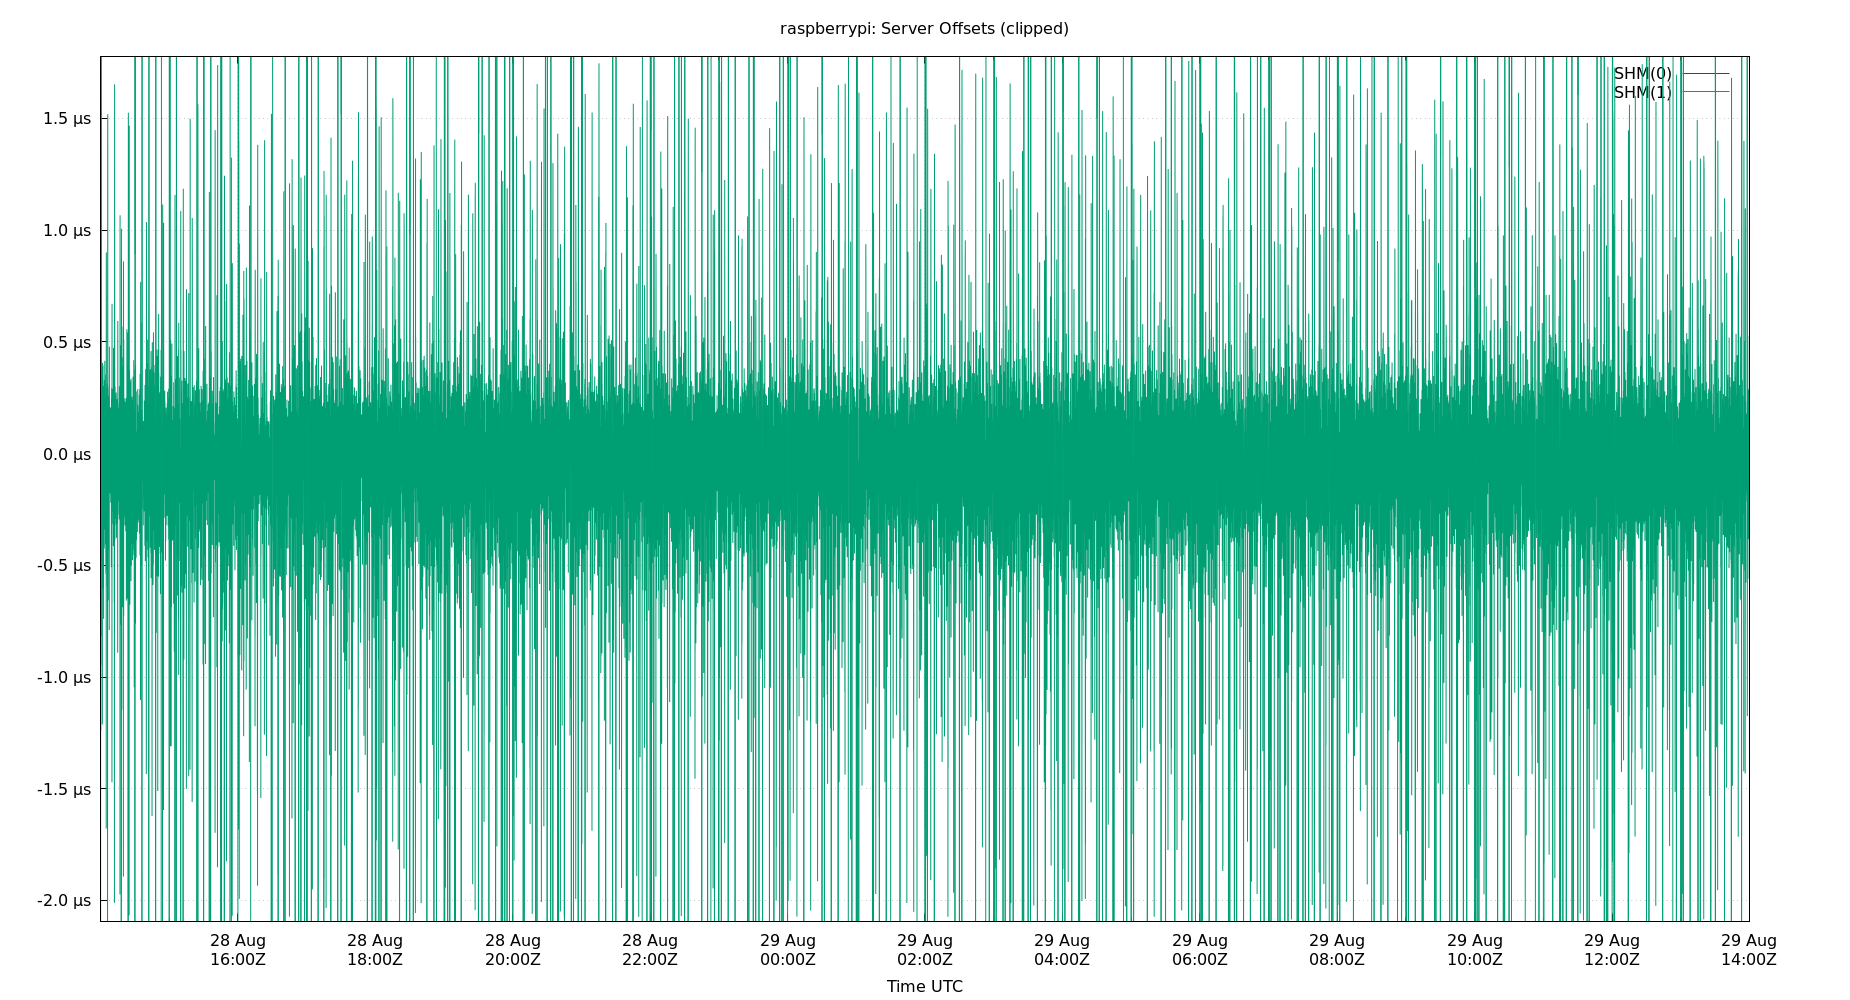 raspberrypi: Server Offsets (clipped)
SHM(0)
SHM(1)
1.5 µs
1.0 µs
0.5 µs
0.0 µs
-0.5 µs
-1.0 µs
-1.5 µs
-2.0 µs
28 Aug 28 Aug 28 Aug 28 Aug 29 Aug 29 Aug 29 Aug 29 Aug 29 Aug 29 Aug 29 Aug 29 Aug
16:00Z 18:00Z 20:00Z 22:00Z 00:00Z 02:00Z 04:00Z 06:00Z 08:00Z 10:00Z 12:00Z 14:00Z
Time UTC